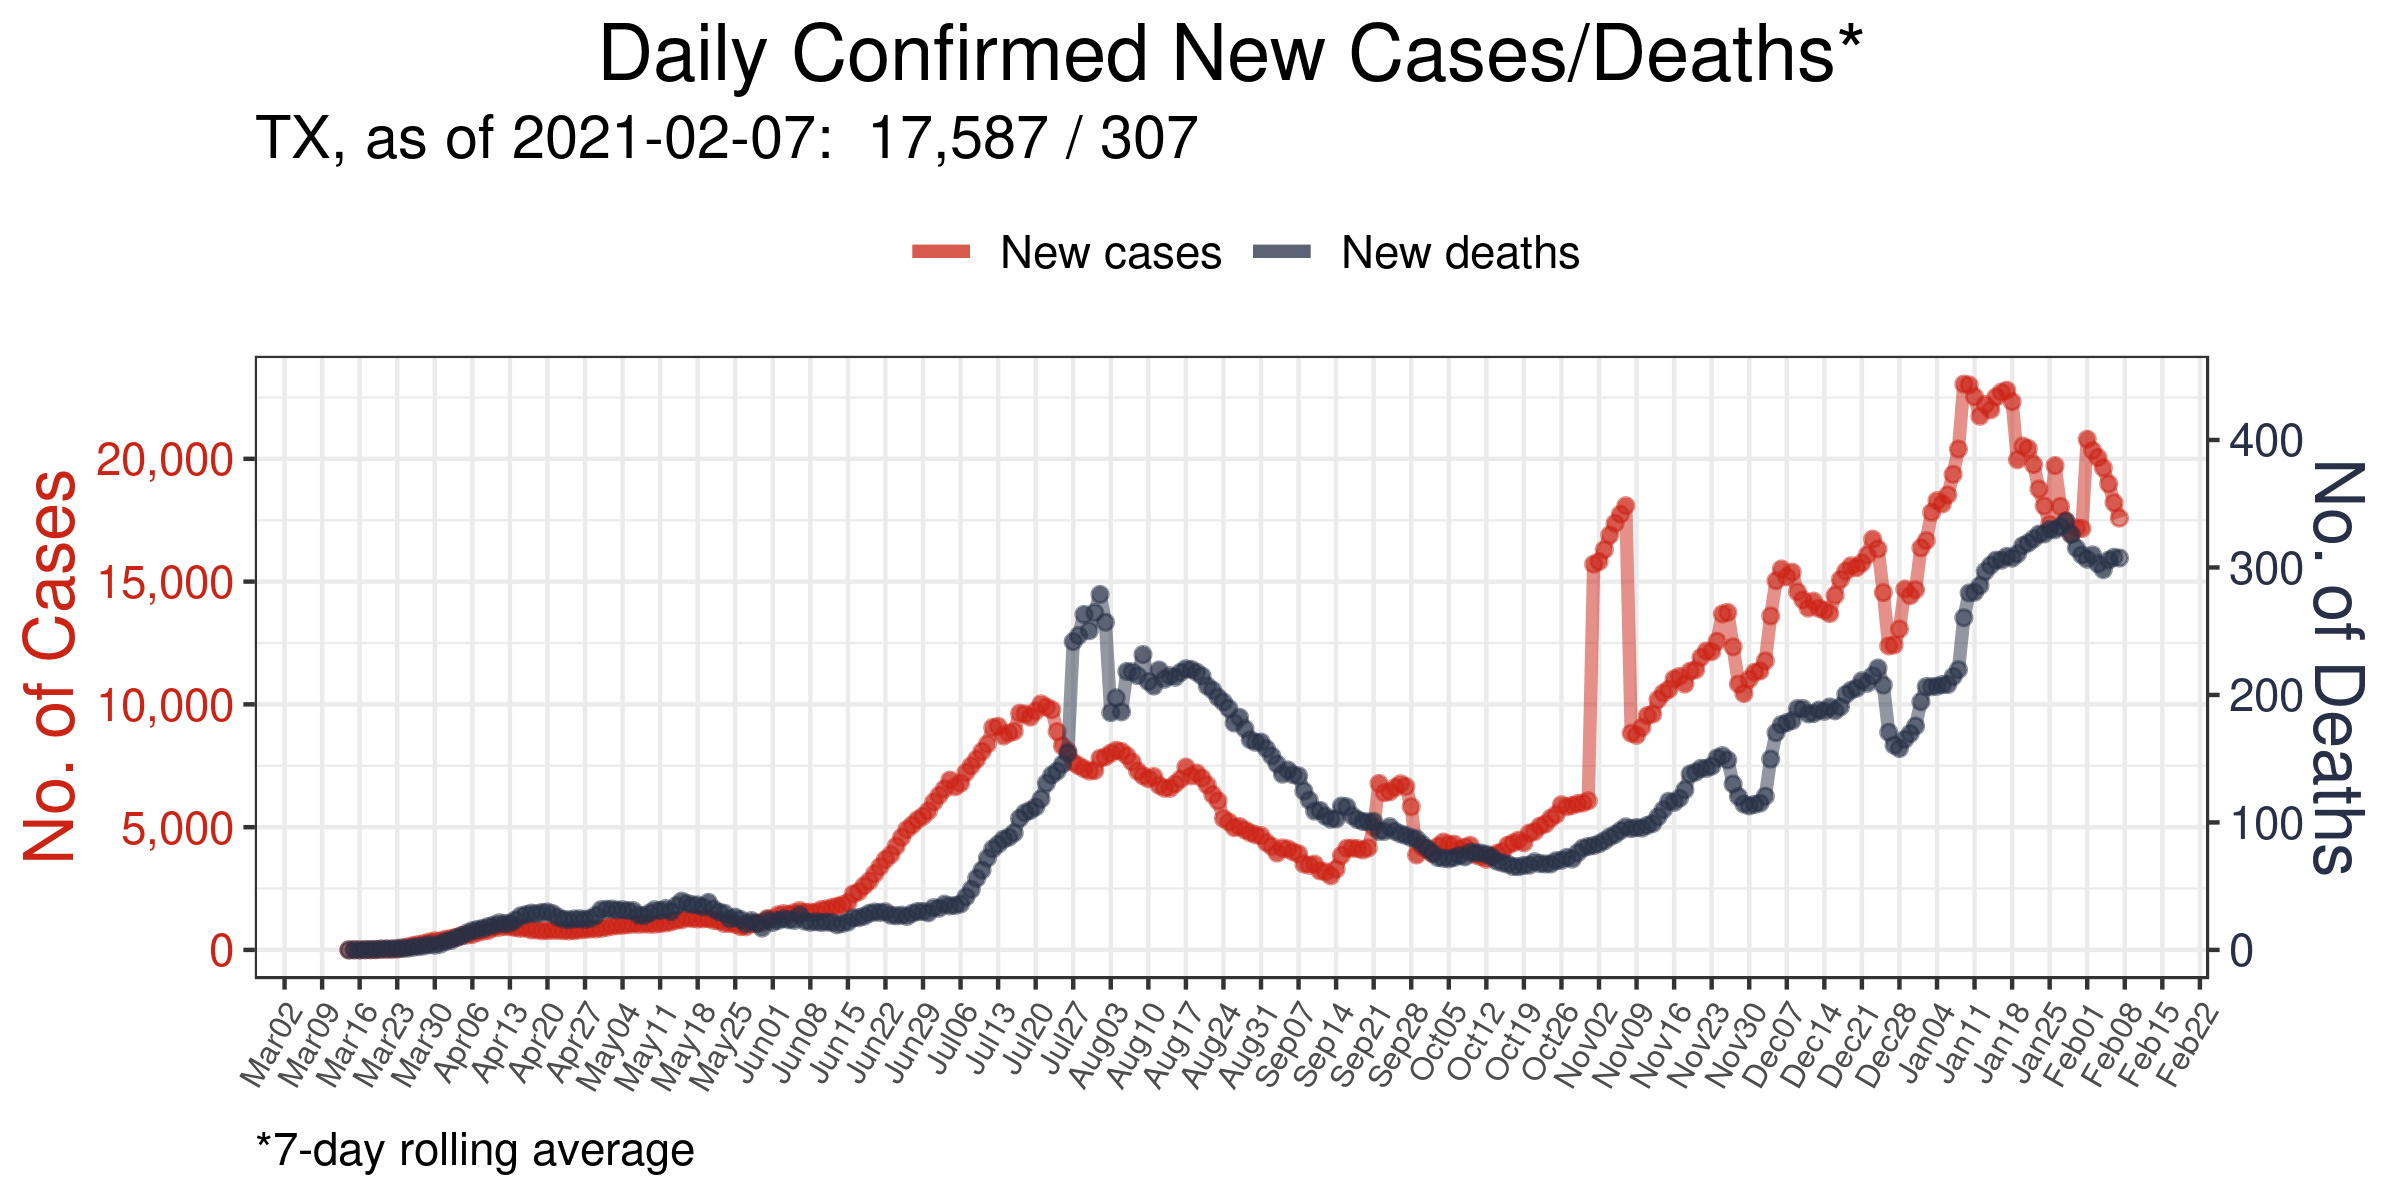 Daily Confirmed New Cases/Deaths*
TX, as of 2021-02-07:  17,587 / 307
New cases
New deaths
No. of Cases
20,000
15,000
10,000
5,000
0
400
300
200
100
0
No. of Deaths
Mar02
Mar09
Mar16
Mar23
Mar30
Apr06
Apr13
Apr20
Apr27
May04
May11
May18
May25
Jun01
Jun08
Jun15
Jun22
Jun29
Jul06
Jul13
Jul20
Jul27
Aug03
Aug10
Aug17
Aug24
Aug31
Sep07
Sep14
Sep21
Sep28
Oct05
Oct12
Oct19
Oct26
Nov02
Nov09
Nov16
Nov23
Nov30
Dec07
Dec14
Dec21
Dec28
Jan04
Jan11
Jan18
Jan25
Feb01
Feb08
Feb15
Feb22
*7-day rolling average